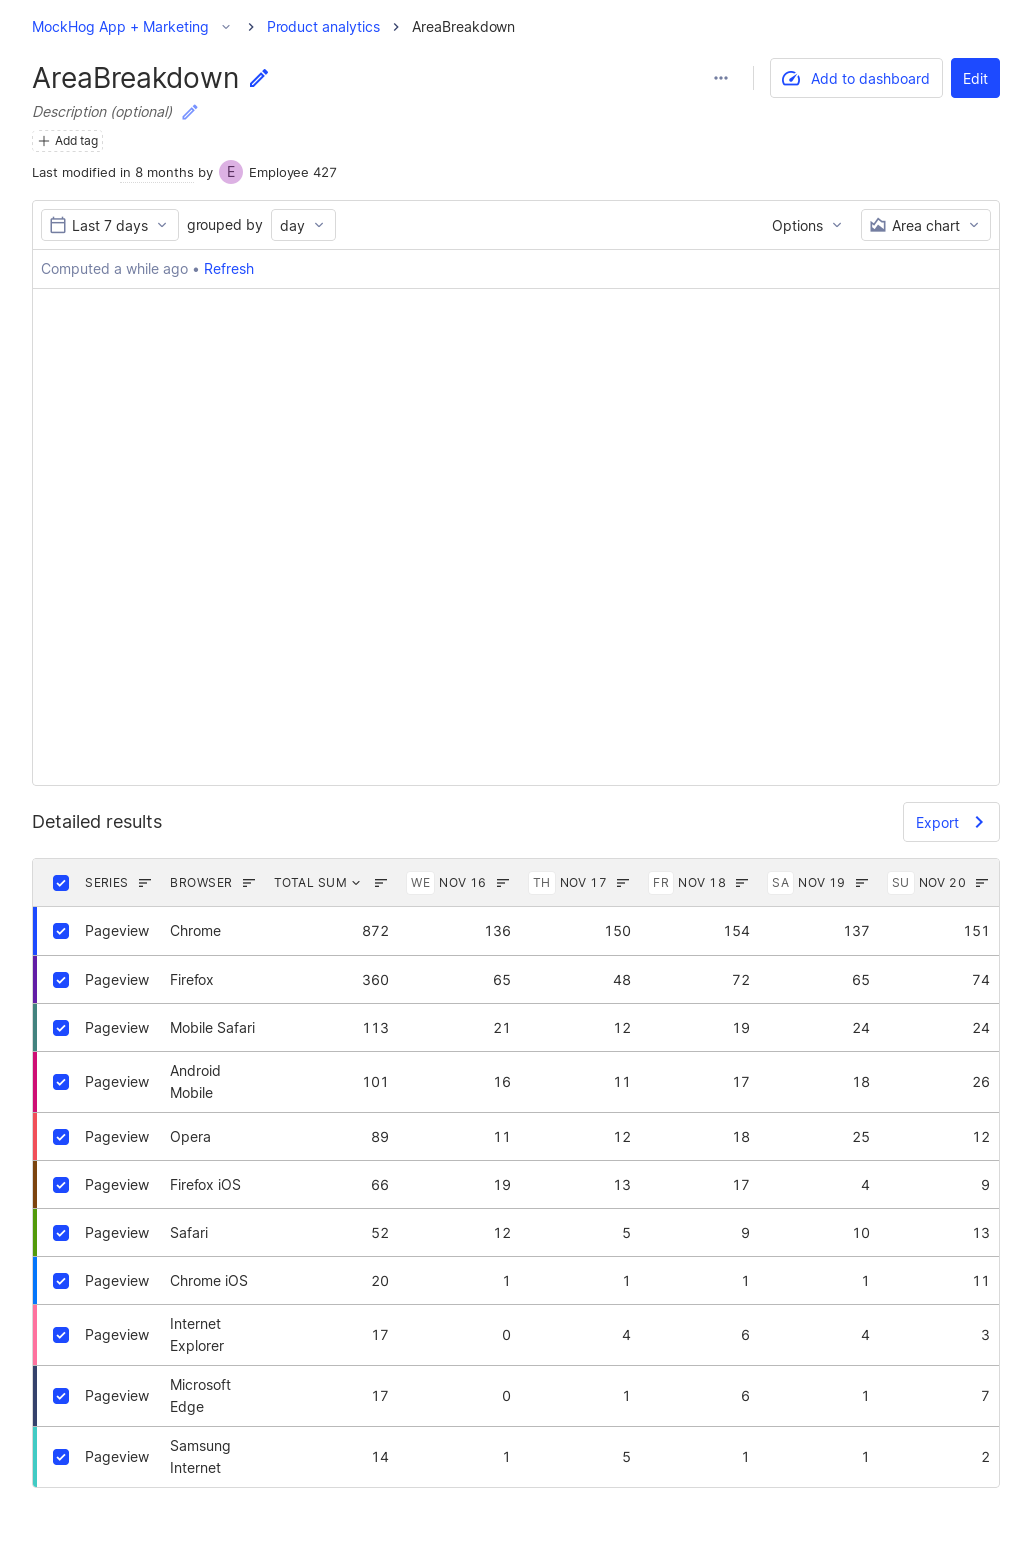 MockHog App + Marketing Product analytics AreaBreakdown
AreaBreakdown
Add to dashboard Edit
Description (optional)
Add tag
Last modified in 8 months by E Employee 427
Last 7 days grouped by day Options Area chart
Computed a while ago • Refresh
Detailed results
Export
SERIES BROWSER TOTAL SUM WE NOV 16 TH NOV 17 FR NOV 18 SA NOV 19 SU NOV 20
Pageview Chrome 872 136 150 154 137 151
Pageview Firefox 360 65 48 72 65 74
Pageview Mobile Safari 113 21 12 19 24 24
Pageview Android Mobile 101 16 11 17 18 26
Pageview Opera 89 11 12 18 25 12
Pageview Firefox iOS 66 19 13 17 4 9
Pageview Safari 52 12 5 9 10 13
Pageview Chrome iOS 20 1 1 1 1 11
Pageview Internet Explorer 17 0 4 6 4 3
Pageview Microsoft Edge 17 0 1 6 1 7
Pageview Samsung Internet 14 1 5 1 1 2